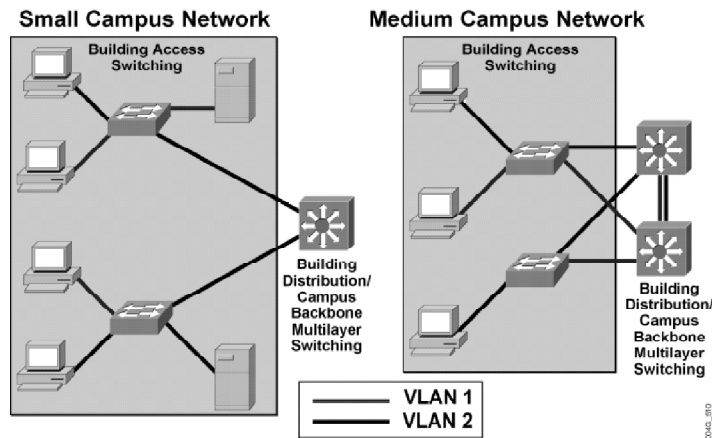 Small Campus Network
Building Access
Switching
Building
Distribution/
Campus
Backbone
Multilayer
Switching
Medium Campus Network
Building Access
Switching
Building
Distribution/
Campus
Backbone
Multilayer
Switching
VLAN 1
VLAN 2